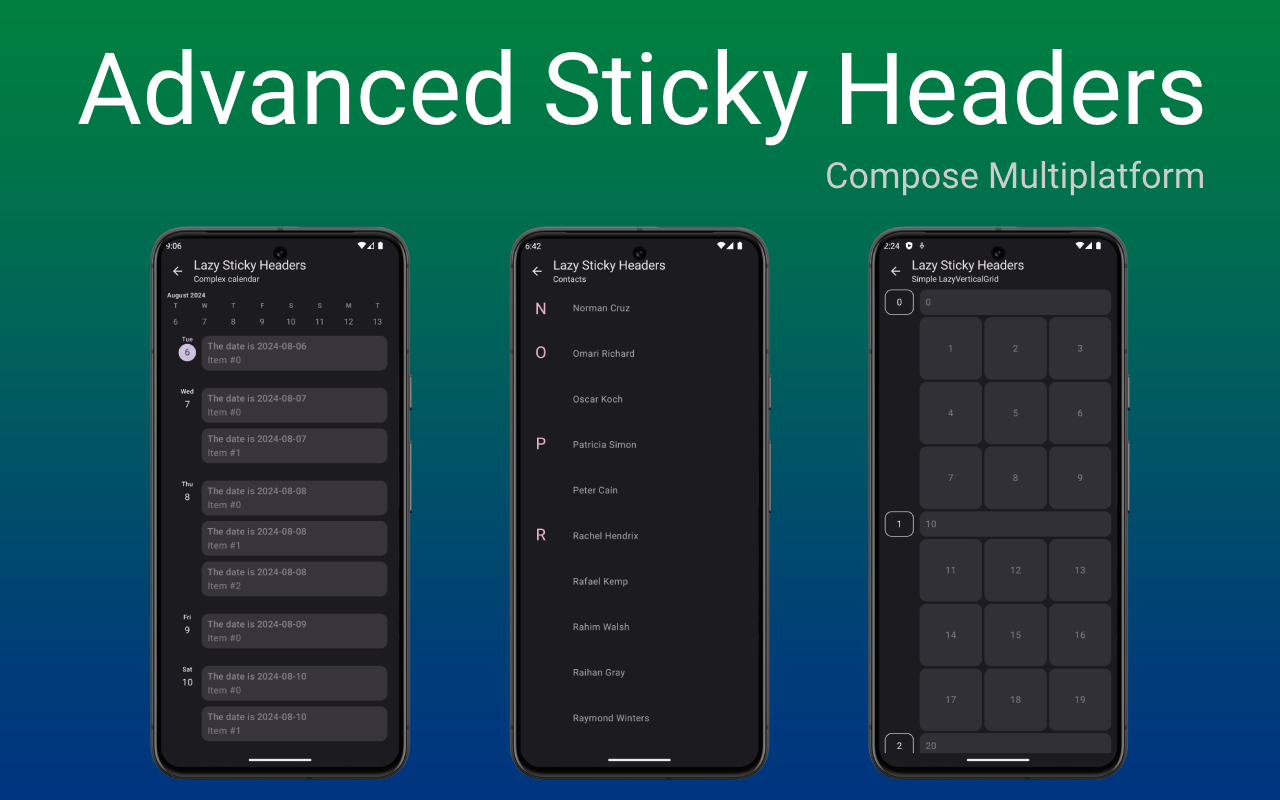 Advanced Sticky Headers
Compose Multiplatform
9:06
Lazy Sticky Headers
Complex calendar
August 2024
T W T F S S M T
6 7 8 9 10 11 12 13
Tue
6
The date is 2024-08-06
Item #0
Wed
7
The date is 2024-08-07
Item #0
The date is 2024-08-07
Item #1
Thu
8
The date is 2024-08-08
Item #0
The date is 2024-08-08
Item #1
The date is 2024-08-08
Item #2
Fri
9
The date is 2024-08-09
Item #0
Sat
10
The date is 2024-08-10
Item #0
The date is 2024-08-10
Item #1
6:42
Lazy Sticky Headers
Contacts
N Norman Cruz
O Omari Richard
Oscar Koch
P Patricia Simon
Peter Cain
R Rachel Hendrix
Rafael Kemp
Rahim Walsh
Raihan Gray
Raymond Winters
2:24
Lazy Sticky Headers
Simple LazyVerticalGrid
0 0
1 2 3
4 5 6
7 8 9
1 10
11 12 13
14 15 16
17 18 19
2 20